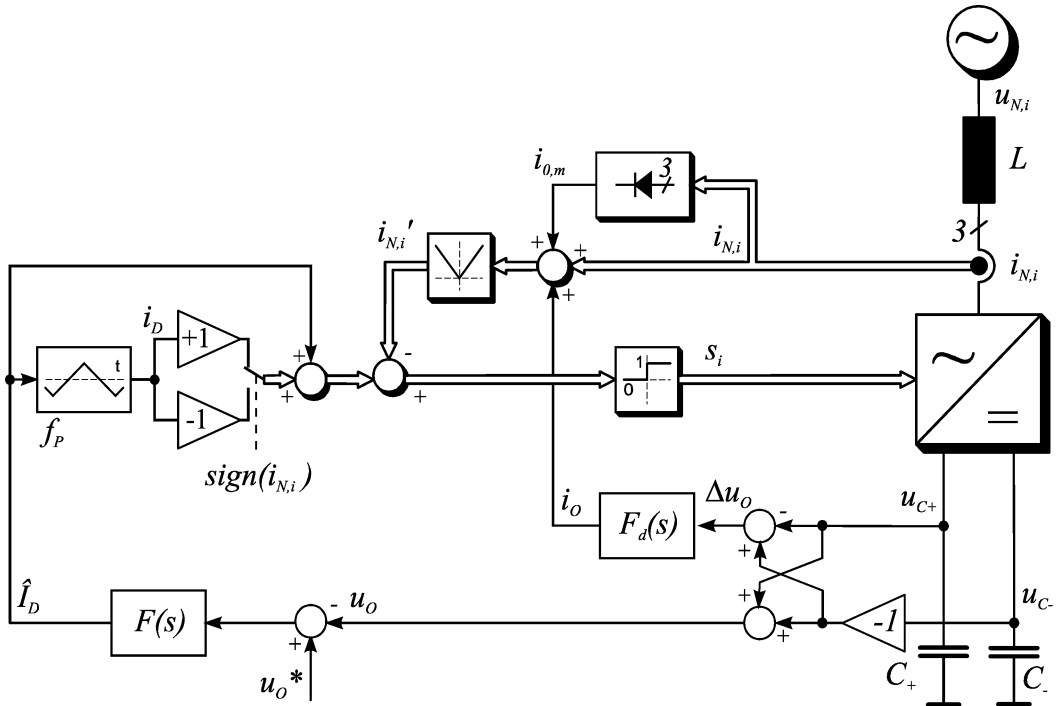 ~
u_{N,i}
L
3
i_{0,m}
3
i_{N,i}'
i_{N,i}
i_{N,i}
i_D
+1
t
f_P
-1
sign(i_{N,i})
+
+
-
+
+
+
+
1
0
s_i
~
=
i_O
F_d(s)
Δu_O
-
+
u_{C+}
Î_D
F(s)
-
+
u_O
+
+
-1
u_{C-}
u_O*
C_+
C_-